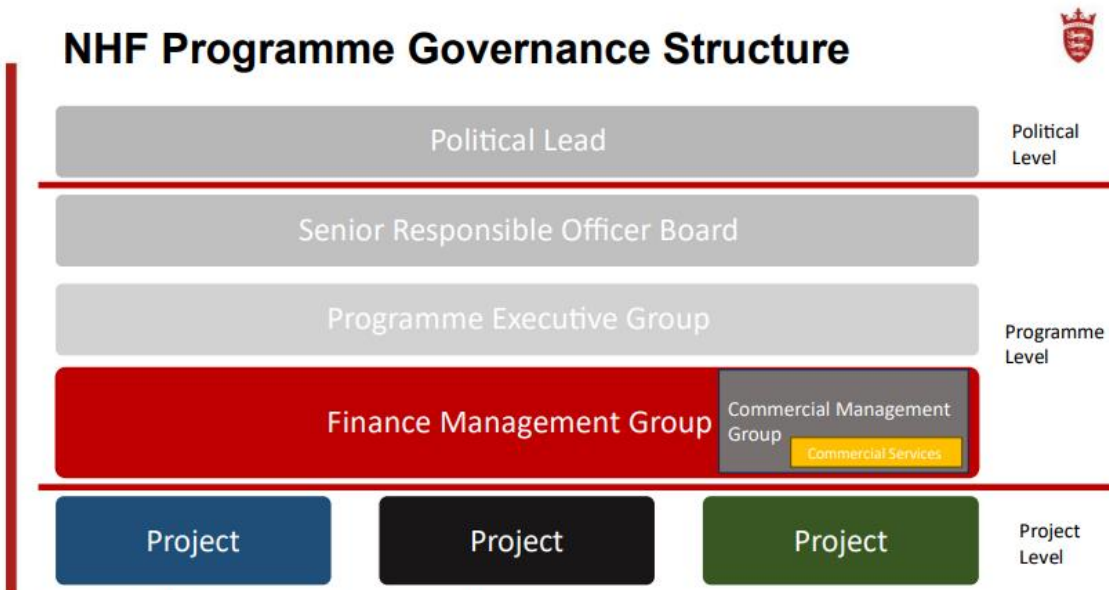 NHF Programme Governance Structure
Political Lead
Political
Level
Senior Responsible Officer Board
Programme Executive Group
Programme
Level
Finance Management Group
Commercial Management
Group
Commercial Services
Project
Project
Project
Project
Level